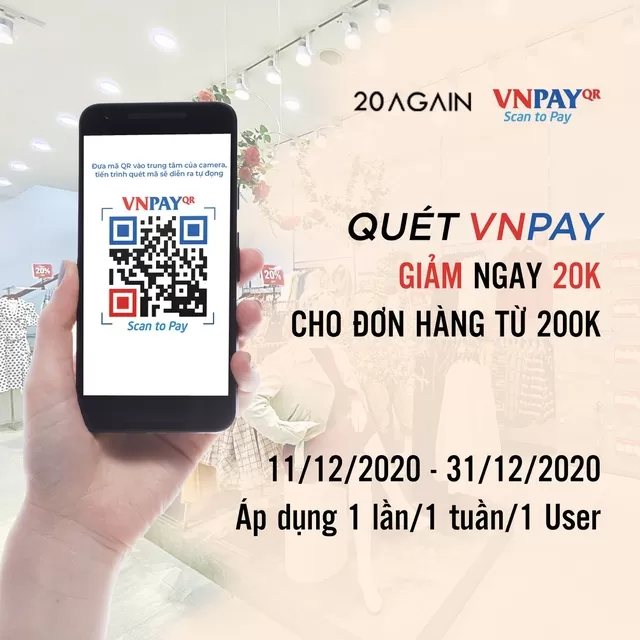 20AGAIN
VNPAYQR
Scan to Pay
Đưa mã QR vào trung tâm của camera,
tiến trình quét mã sẽ diễn ra tự động
VNPAYQR
Scan to Pay
QUÉT VNPAY
GIẢM NGAY 20K
CHO ĐƠN HÀNG TỪ 200K
11/12/2020 - 31/12/2020
Áp dụng 1 lần/1 tuần/1 User
20%
20%